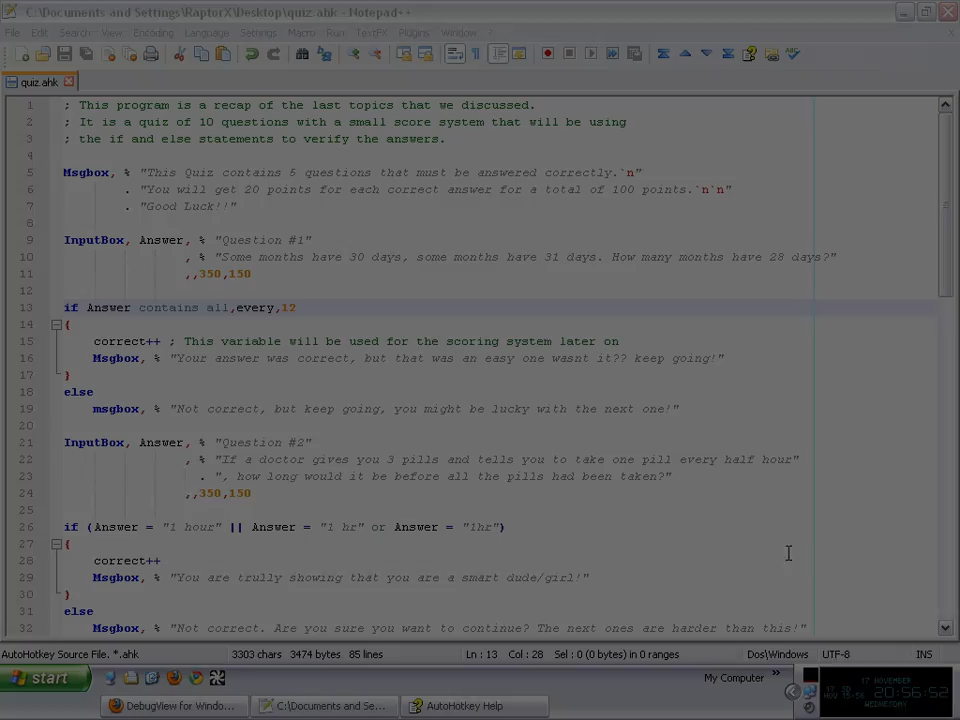 C:\Documents and Settings\RaptorX\Desktop\quiz.ahk - Notepad++
File Edit Search View Encoding Language Settings Macro Run TextFX Plugins Window ?
quiz.ahk
1 ; This program is a recap of the last topics that we discussed.
2 ; It is a quiz of 10 questions with a small score system that will be using
3 ; the if and else statements to verify the answers.
4
5 Msgbox, % "This Quiz contains 5 questions that must be answered correctly.`n"
6 . "You will get 20 points for each correct answer for a total of 100 points.`n`n"
7 . "Good Luck!!"
8
9 InputBox, Answer, % "Question #1"
10 , % "Some months have 30 days, some months have 31 days. How many months have 28 days?"
11 ,,350,150
12
13 if Answer contains all,every,12
14 {
15 correct++ ; This variable will be used for the scoring system later on
16 Msgbox, % "Your answer was correct, but that was an easy one wasnt it?? keep going!"
17 }
18 else
19 msgbox, % "Not correct, but keep going, you might be lucky with the next one!"
20
21 InputBox, Answer, % "Question #2"
22 , % "If a doctor gives you 3 pills and tells you to take one pill every half hour"
23 . ", how long would it be before all the pills had been taken?"
24 ,,350,150
25
26 if (Answer = "1 hour" || Answer = "1 hr" or Answer = "1hr")
27 {
28 correct++
29 Msgbox, % "You are trully showing that you are a smart dude/girl!"
30 }
31 else
32 Msgbox, % "Not correct. Are you sure you want to continue? The next ones are harder than this!"
AutoHotkey Source File. *.ahk 3303 chars 3474 bytes 85 lines Ln : 13 Col : 28 Sel : 0 (0 bytes) in 0 ranges Dos\Windows UTF-8 INS
start My Computer »
DebugView for Windo... C:\Documents and Se... AutoHotkey Help
17 NOVEMBER
20:56:52
WEDNESDAY